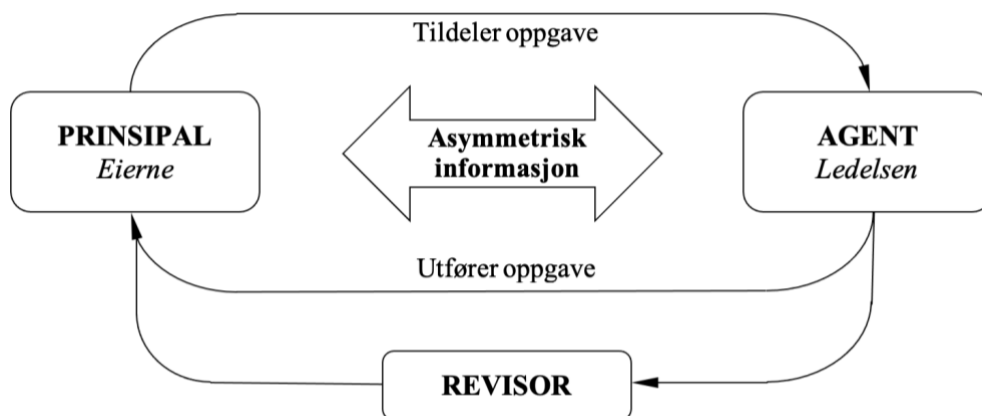 Tildeler oppgave
PRINSIPAL
Eierne
Asymmetrisk
informasjon
AGENT
Ledelsen
Utfører oppgave
REVISOR